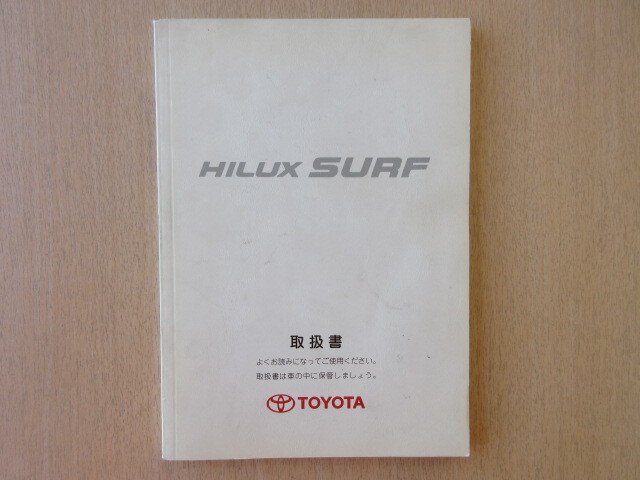 HILUX SURF
取扱書
よくお読みになってご使用ください。
取扱書は車の中に保管しましょう。
TOYOTA